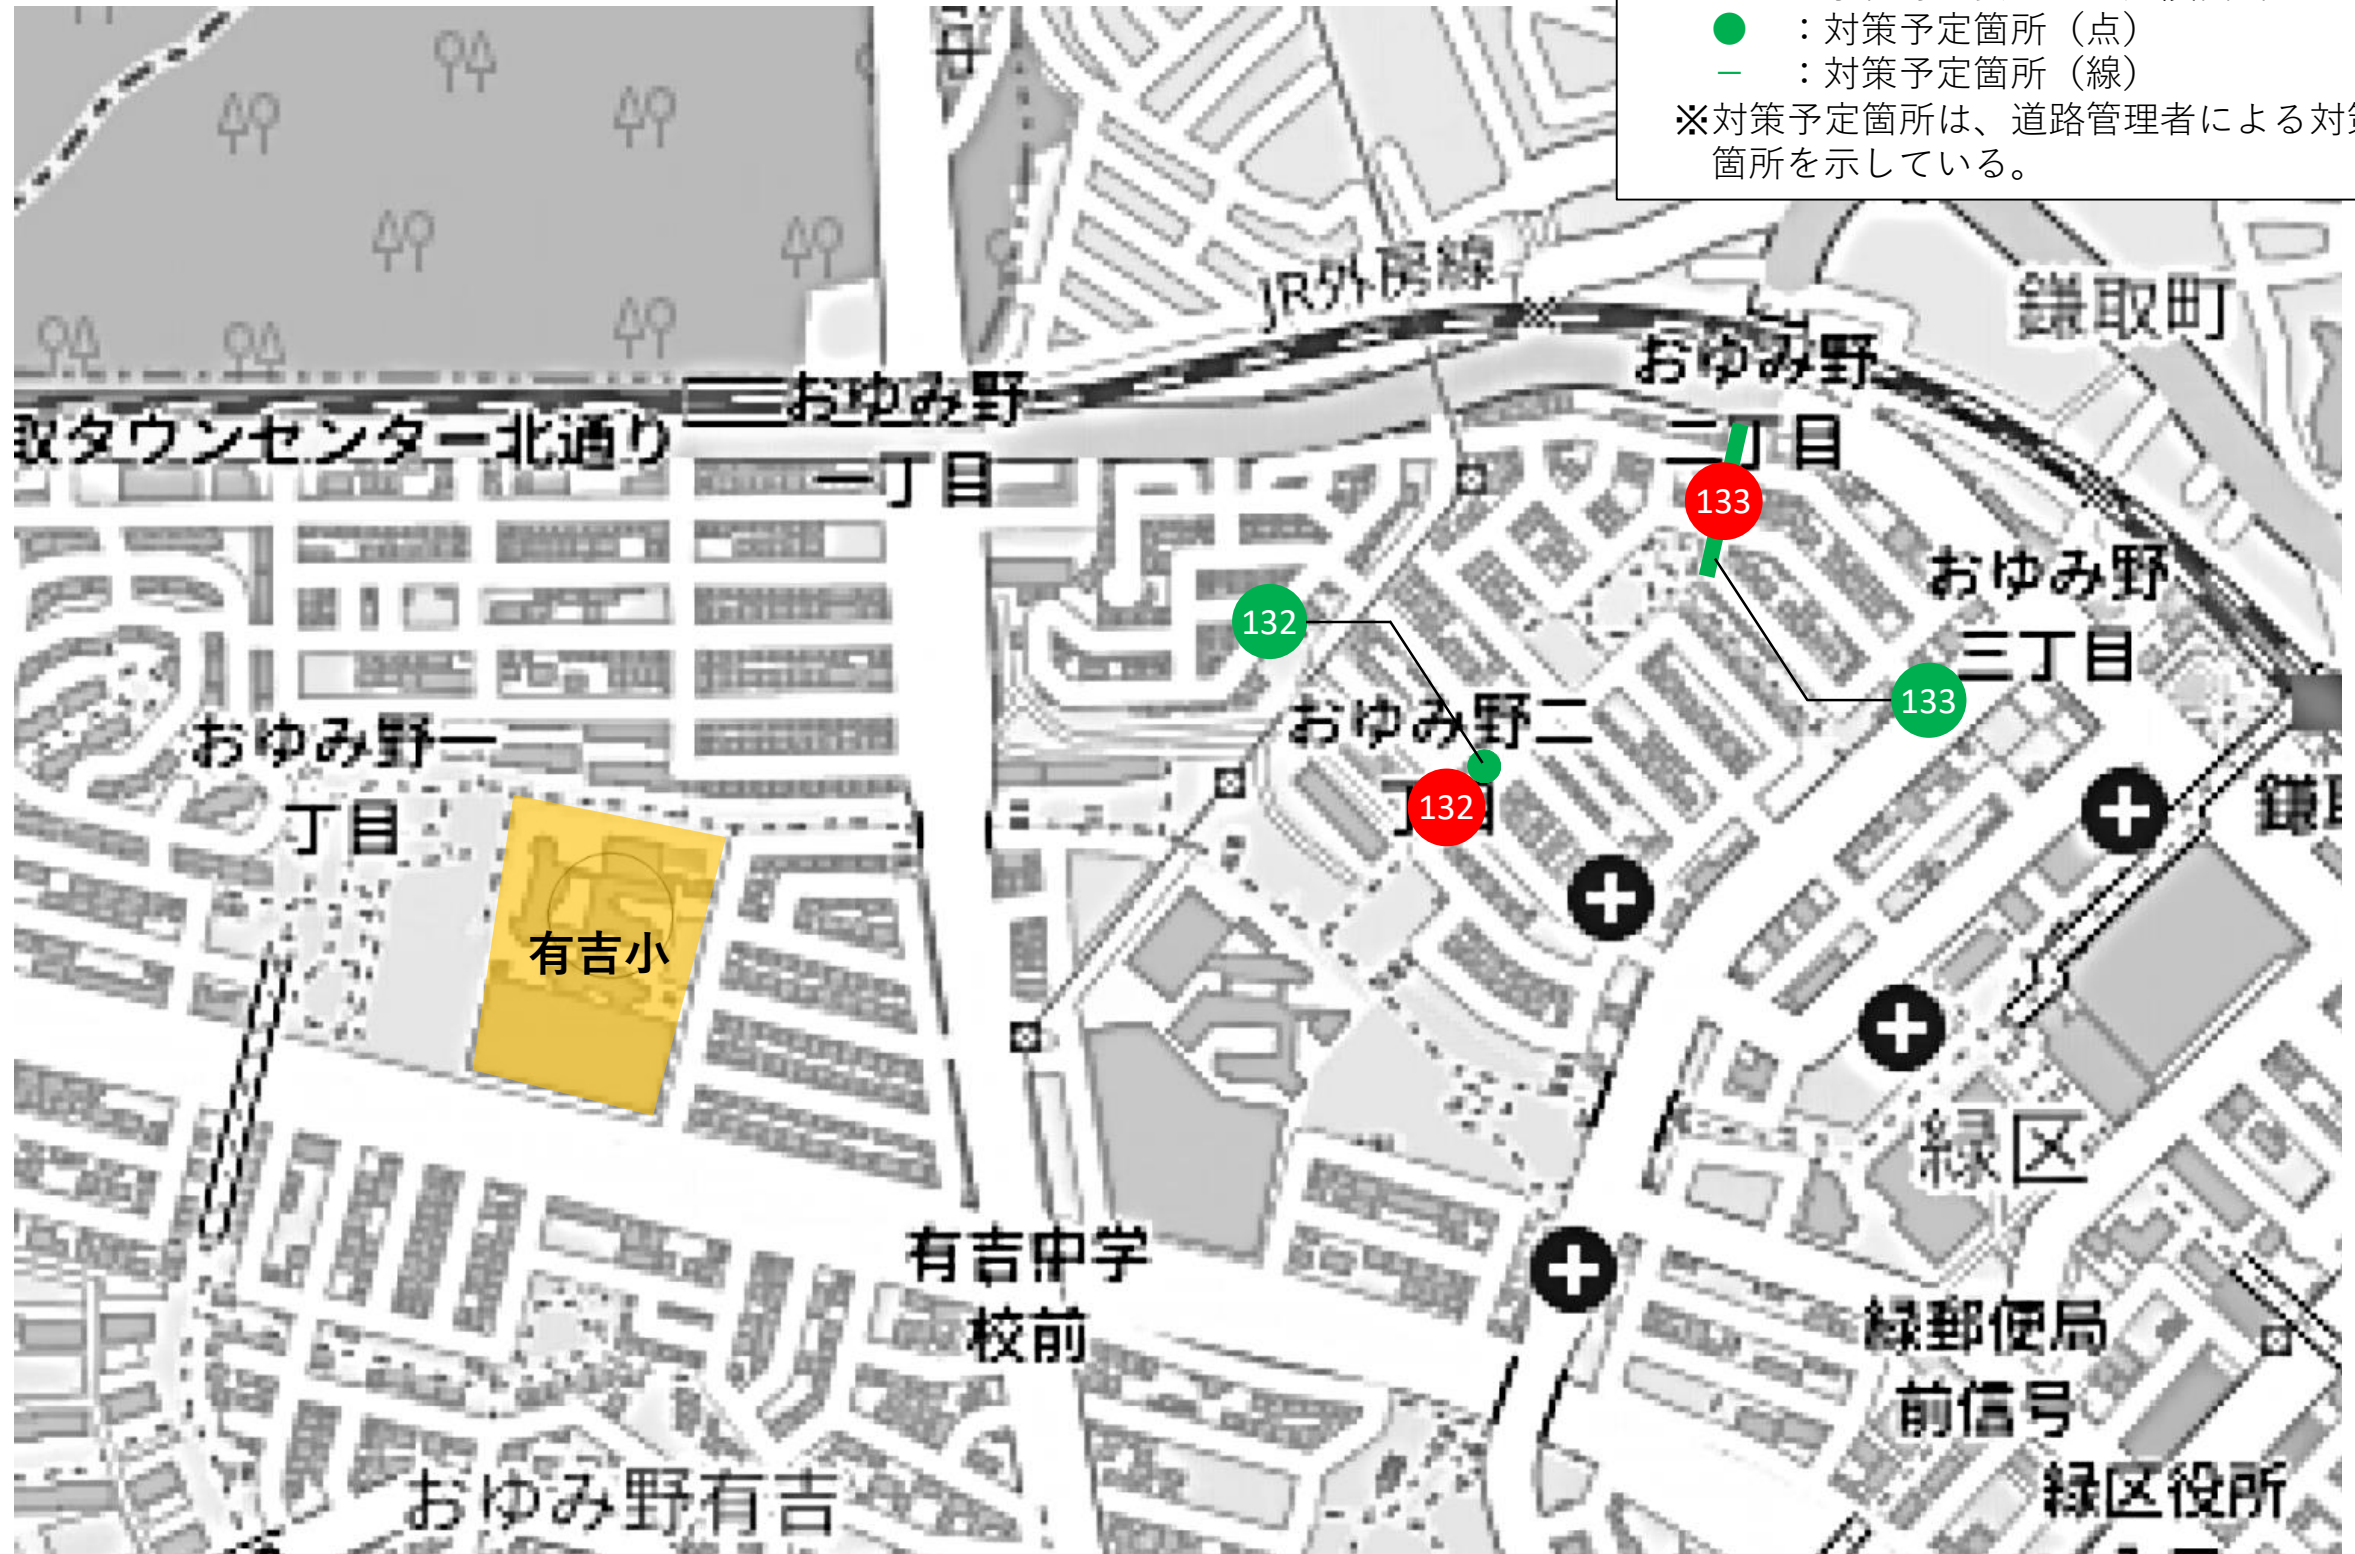 ：対策予定箇所（点）
：対策予定箇所（線）
※対策予定箇所は、道路管理者による対策
箇所を示している。
JR外房線
鎌取町
おゆみ野
二丁目
おゆみ野
一丁目
取タウンセンター北通り
133
おゆみ野
三丁目
132
133
おゆみ野二
丁目
132
おゆみ野一
丁目
鎌取
有吉小
緑区
有吉中学
校前
緑郵便局
前信号
緑区役所
おゆみ野有吉